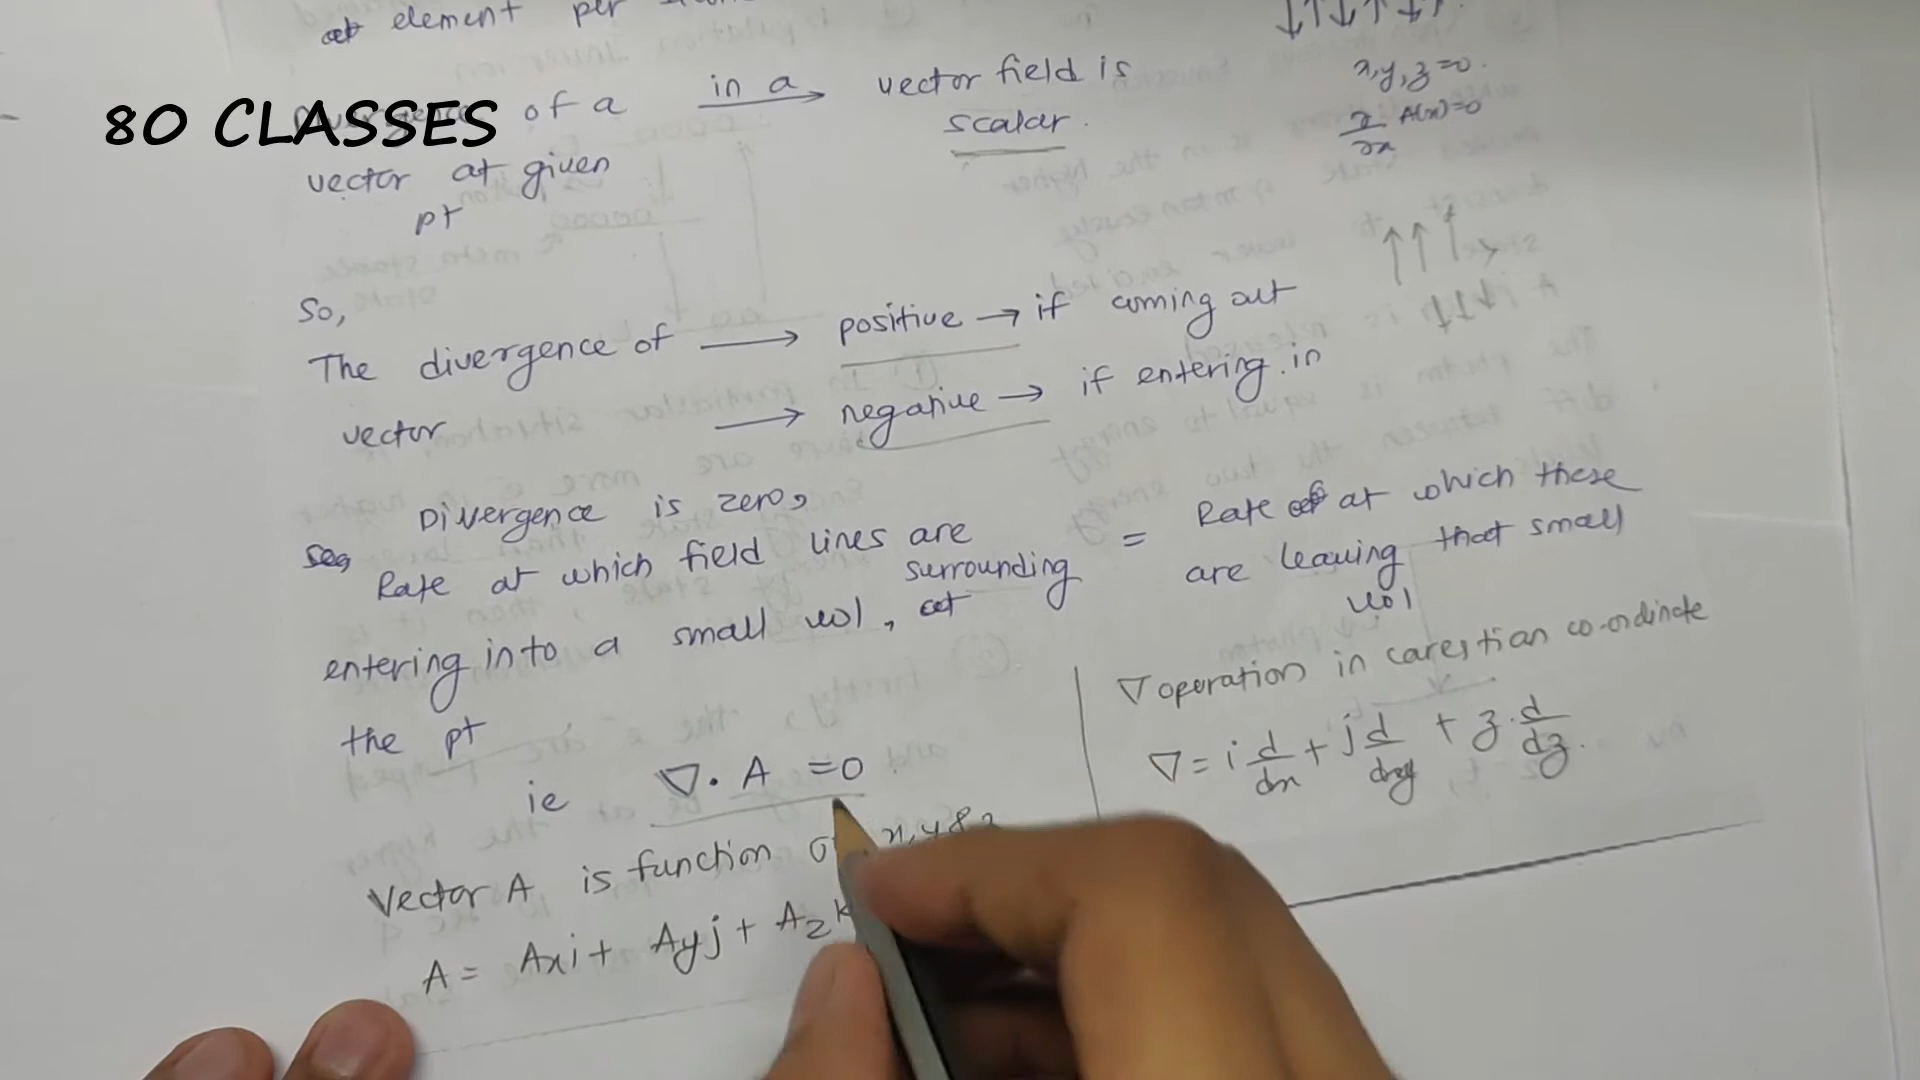 element per
80 CLASSES
of a in a → vector field is
scalar.
vector at given
pt
x,y,z=0.
∂/∂x A(x)=0
So,
The divergence of → positive → if coming out
vector → negative → if entering in
Divergence is zero,
Rate at which field lines are surrounding = Rate at which these
entering into a small vol, are leaving that small
vol
the pt
ie ∇. A =0
Vector A is function x,y&z
A= Axi+ Ayj+ Azk
∇ operation in carestian co-ordinate
∇= i d/dx + j d/dy + z. d/dz.